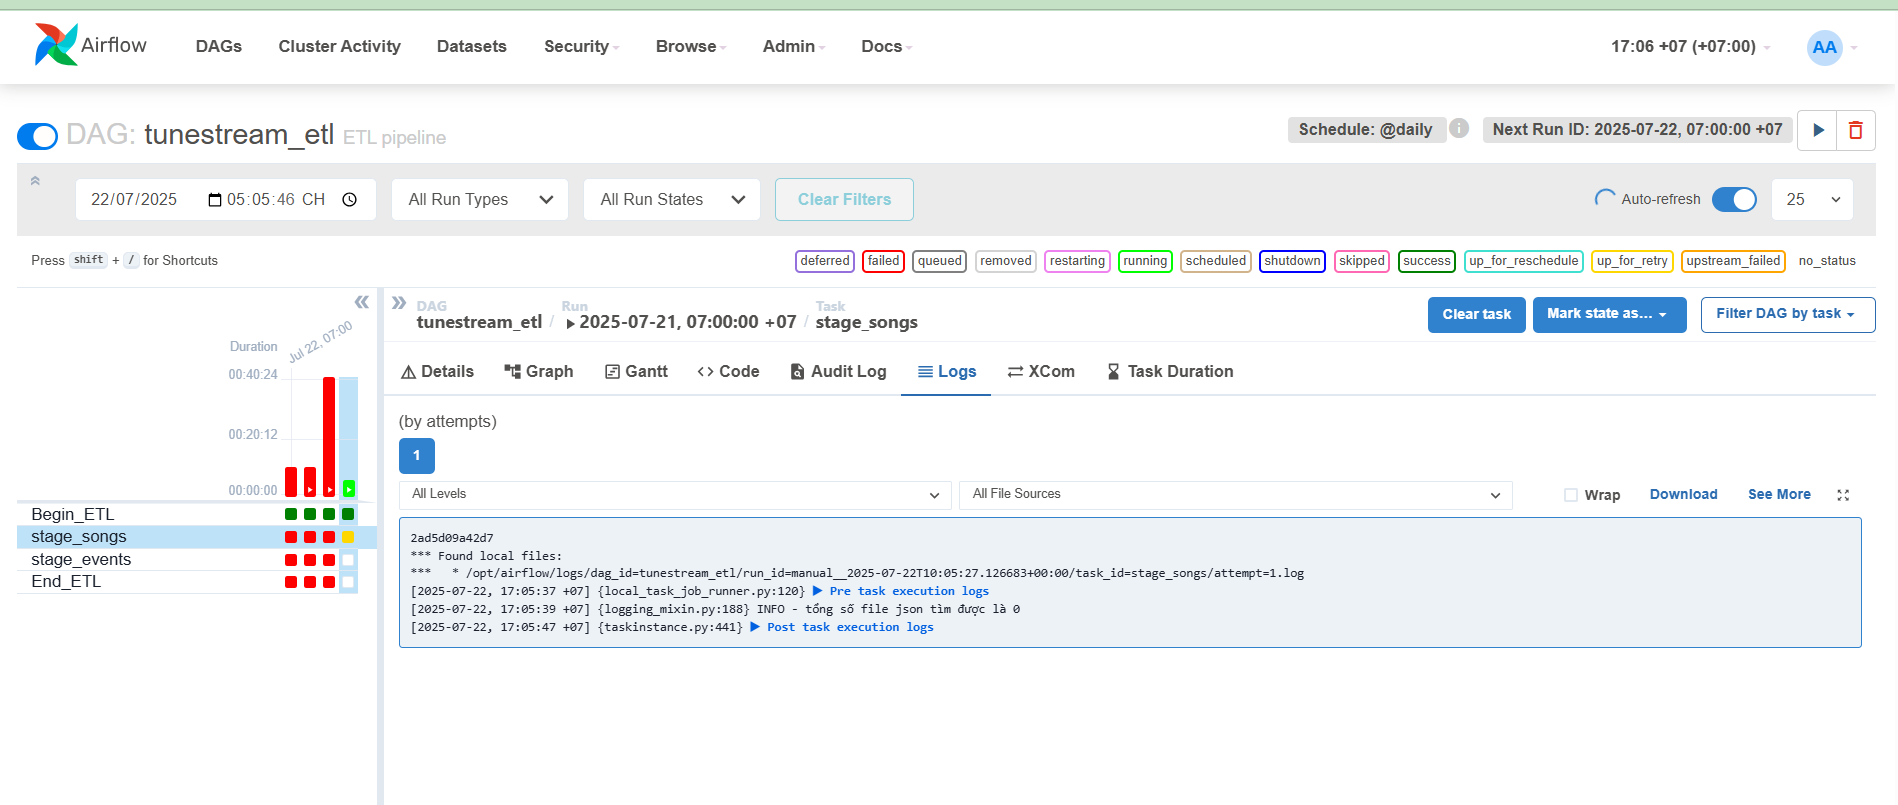 Airflow DAGs Cluster Activity Datasets Security Browse Admin Docs 17:06 +07 (+07:00) AA
DAG: tunestream_etl ETL pipeline Schedule: @daily i Next Run ID: 2025-07-22, 07:00:00 +07
22/07/2025 05:05:46 CH All Run Types All Run States Clear Filters Auto-refresh 25
Press shift + / for Shortcuts deferred failed queued removed restarting running scheduled shutdown skipped success up_for_reschedule up_for_retry upstream_failed no_status
Duration
Jul 22, 07:00
00:40:24
00:20:12
00:00:00
Begin_ETL
stage_songs
stage_events
End_ETL
DAG Run Task
tunestream_etl / 2025-07-21, 07:00:00 +07 / stage_songs
Clear task Mark state as... Filter DAG by task
Details Graph Gantt Code Audit Log Logs XCom Task Duration
(by attempts)
1
All Levels All File Sources Wrap Download See More
2ad5d09a42d7
*** Found local files:
***   * /opt/airflow/logs/dag_id=tunestream_etl/run_id=manual__2025-07-22T10:05:27.126683+00:00/task_id=stage_songs/attempt=1.log
[2025-07-22, 17:05:37 +07] {local_task_job_runner.py:120} ▶ Pre task execution logs
[2025-07-22, 17:05:39 +07] {logging_mixin.py:188} INFO - tổng số file json tìm được là 0
[2025-07-22, 17:05:47 +07] {taskinstance.py:441} ▶ Post task execution logs